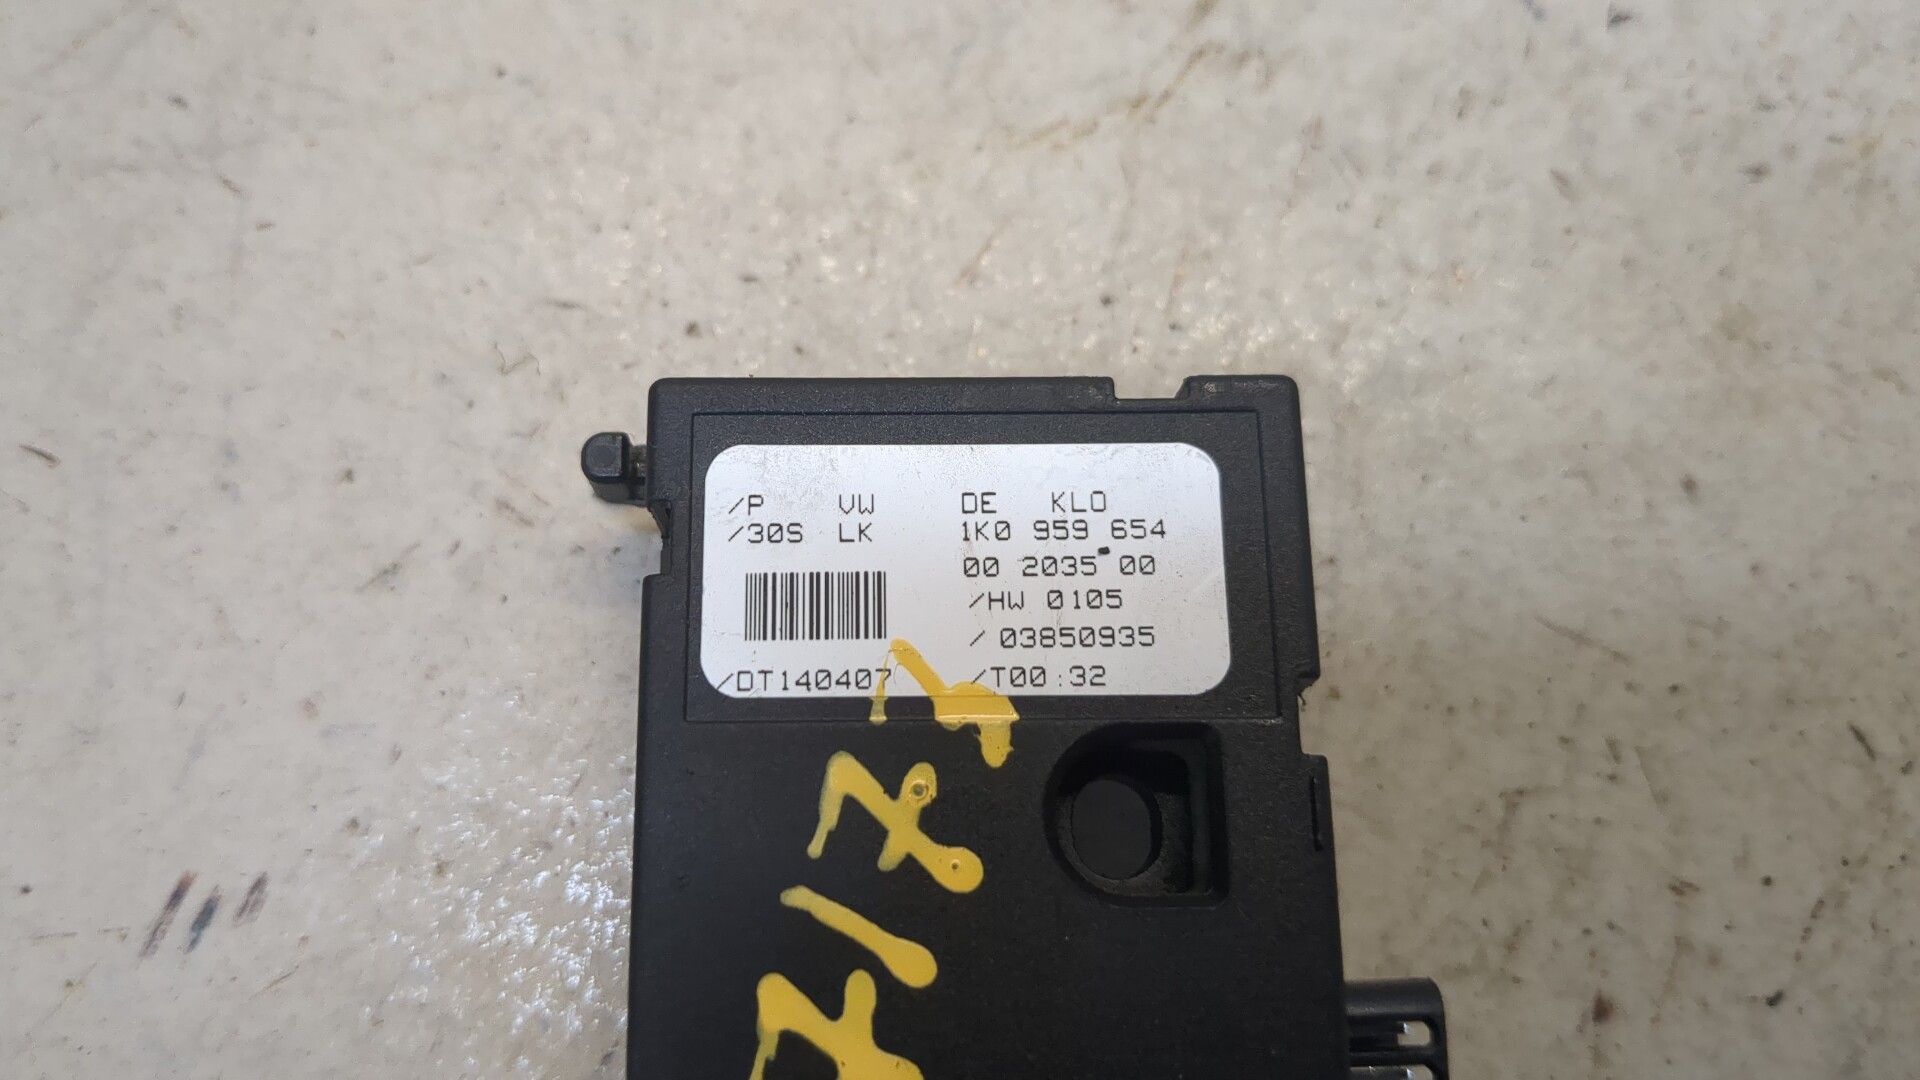 /P VW DE KLO
/30S LK 1K0 959 654
00 2035 00
/HW 0105
/ 03850935
/DT140407 /T00:32